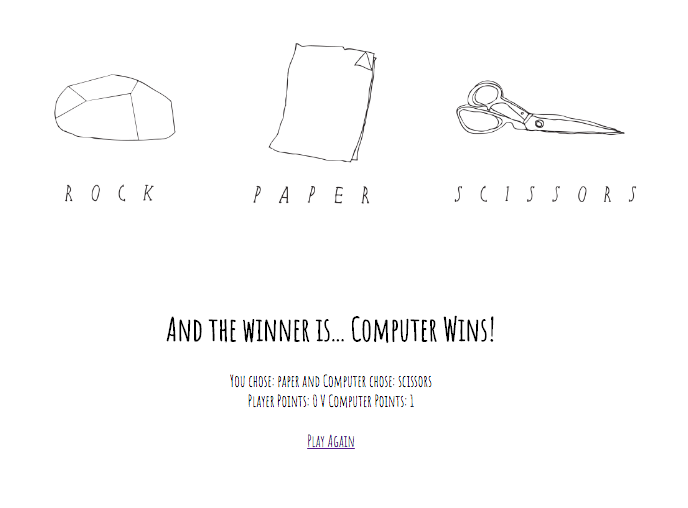 ROCK PAPER SCISSORS
And the winner is... Computer Wins!
You chose: paper and Computer chose: scissors
Player Points: 0 V Computer Points: 1
Play Again